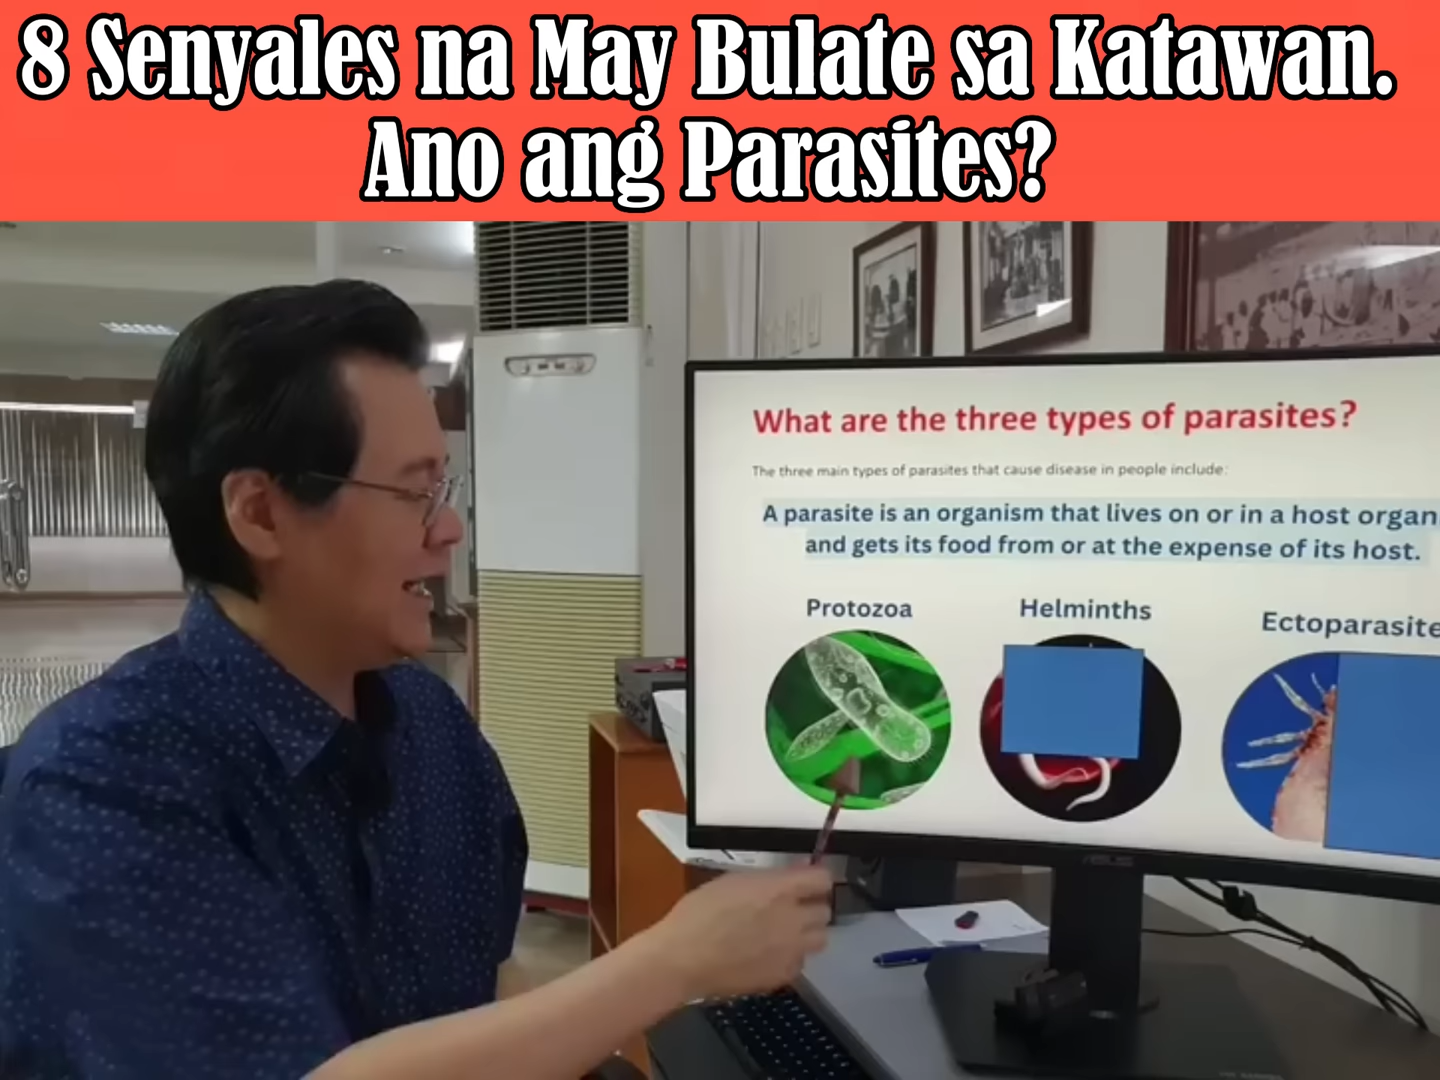 8 Senyales na May Bulate sa Katawan.
Ano ang Parasites?
What are the three types of parasites?
The three main types of parasites that cause disease in people include:
A parasite is an organism that lives on or in a host organ
and gets its food from or at the expense of its host.
Protozoa
Helminths
Ectoparasite
ASUS